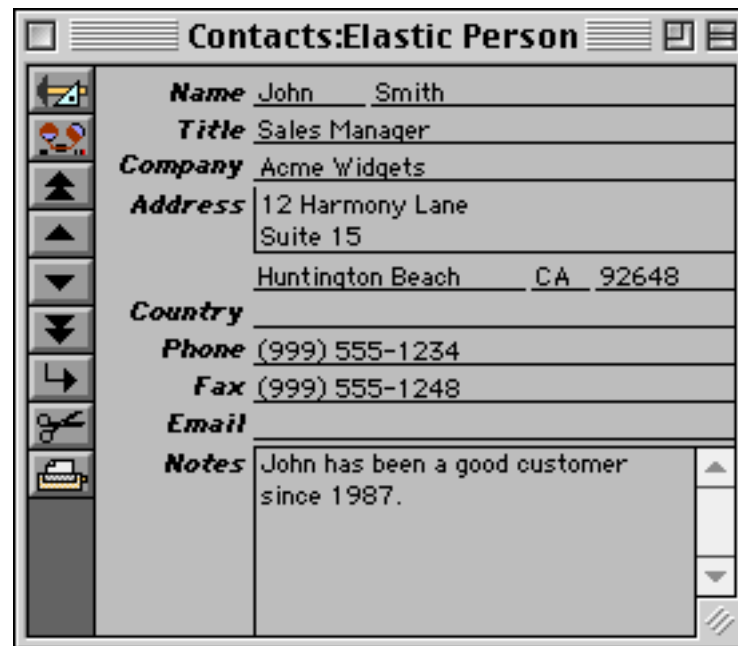 Contacts:Elastic Person
Name John Smith
Title Sales Manager
Company Acme Widgets
Address 12 Harmony Lane
Suite 15
Huntington Beach CA 92648
Country
Phone (999) 555-1234
Fax (999) 555-1248
Email
Notes John has been a good customer
since 1987.